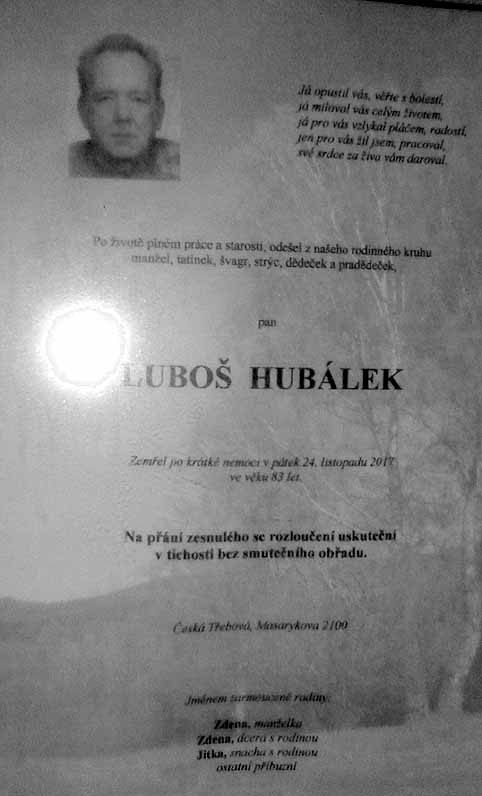 Já opustil vás, věřte s bolestí,
já miloval vás celým životem,
já pro vás vzlykal pláčem, radostí,
jen pro vás žil jsem, pracoval,
své srdce za živa vám daroval.
Po životě plném práce a starostí, odešel z našeho rodinného kruhu
manžel, tatínek, švagr, strýc, dědeček a pradědeček,
pan
LUBOŠ HUBÁLEK
Zemřel po krátké nemoci v pátek 24. listopadu 2017
ve věku 83 let.
Na přání zesnulého se rozloučení uskuteční
v tichosti bez smutečního obřadu.
Česká Třebová, Masarykova 2100
Jménem zarmoucené rodiny:
Zdena, manželka
Zdena, dcera s rodinou
Jitka, snacha s rodinou
ostatní příbuzní